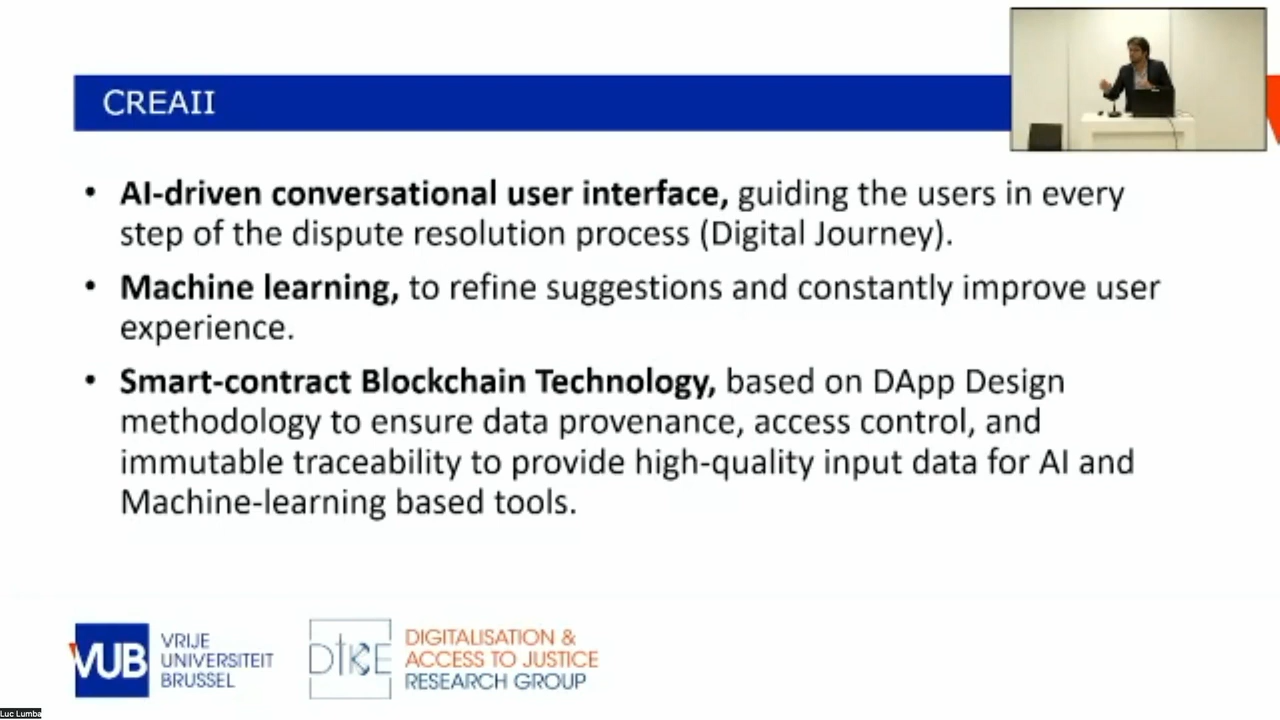 CREAII
• AI-driven conversational user interface, guiding the users in every
step of the dispute resolution process (Digital Journey).
• Machine learning, to refine suggestions and constantly improve user
experience.
• Smart-contract Blockchain Technology, based on DApp Design
methodology to ensure data provenance, access control, and
immutable traceability to provide high-quality input data for AI and
Machine-learning based tools.
VUB
VRIJE
UNIVERSITEIT
BRUSSEL
DIKE
DIGITALISATION &
ACCESS TO JUSTICE
RESEARCH GROUP
Luc Lumba